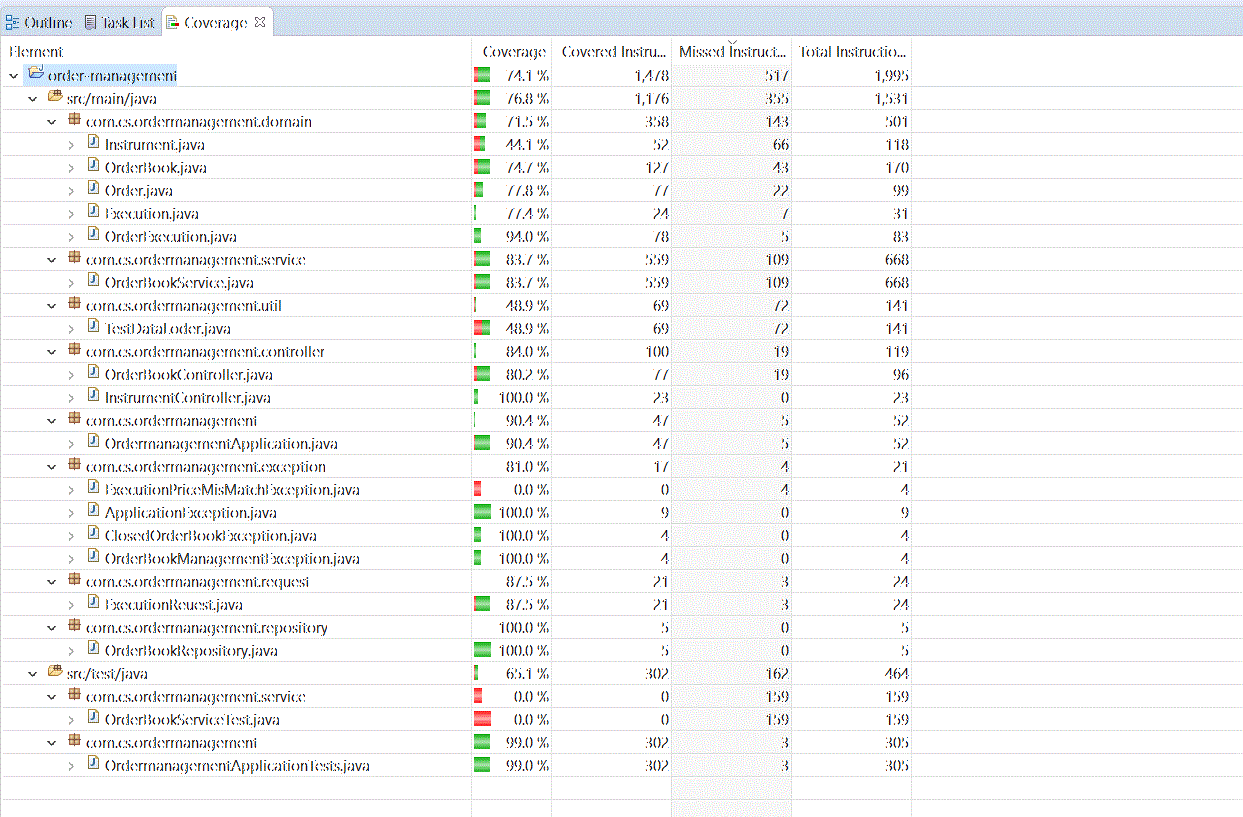 Outline Task List Coverage
Element Coverage Covered Instru... Missed Instruct... Total Instructio...
order-management 74.1 % 1,478 517 1,995
src/main/java 76.8 % 1,176 355 1,531
com.cs.ordermanagement.domain 71.5 % 358 143 501
Instrument.java 44.1 % 52 66 118
OrderBook.java 74.7 % 127 43 170
Order.java 77.8 % 77 22 99
Execution.java 77.4 % 24 7 31
OrderExecution.java 94.0 % 78 5 83
com.cs.ordermanagement.service 83.7 % 559 109 668
OrderBookService.java 83.7 % 559 109 668
com.cs.ordermanagement.util 48.9 % 69 72 141
TestDataLoder.java 48.9 % 69 72 141
com.cs.ordermanagement.controller 84.0 % 100 19 119
OrderBookController.java 80.2 % 77 19 96
InstrumentController.java 100.0 % 23 0 23
com.cs.ordermanagement 90.4 % 47 5 52
OrdermanagementApplication.java 90.4 % 47 5 52
com.cs.ordermanagement.exception 81.0 % 17 4 21
ExecutionPriceMisMatchException.java 0.0 % 0 4 4
ApplicationException.java 100.0 % 9 0 9
ClosedOrderBookException.java 100.0 % 4 0 4
OrderBookManagementException.java 100.0 % 4 0 4
com.cs.ordermanagement.request 87.5 % 21 3 24
ExecutionReuest.java 87.5 % 21 3 24
com.cs.ordermanagement.repository 100.0 % 5 0 5
OrderBookRepository.java 100.0 % 5 0 5
src/test/java 65.1 % 302 162 464
com.cs.ordermanagement.service 0.0 % 0 159 159
OrderBookServiceTest.java 0.0 % 0 159 159
com.cs.ordermanagement 99.0 % 302 3 305
OrdermanagementApplicationTests.java 99.0 % 302 3 305